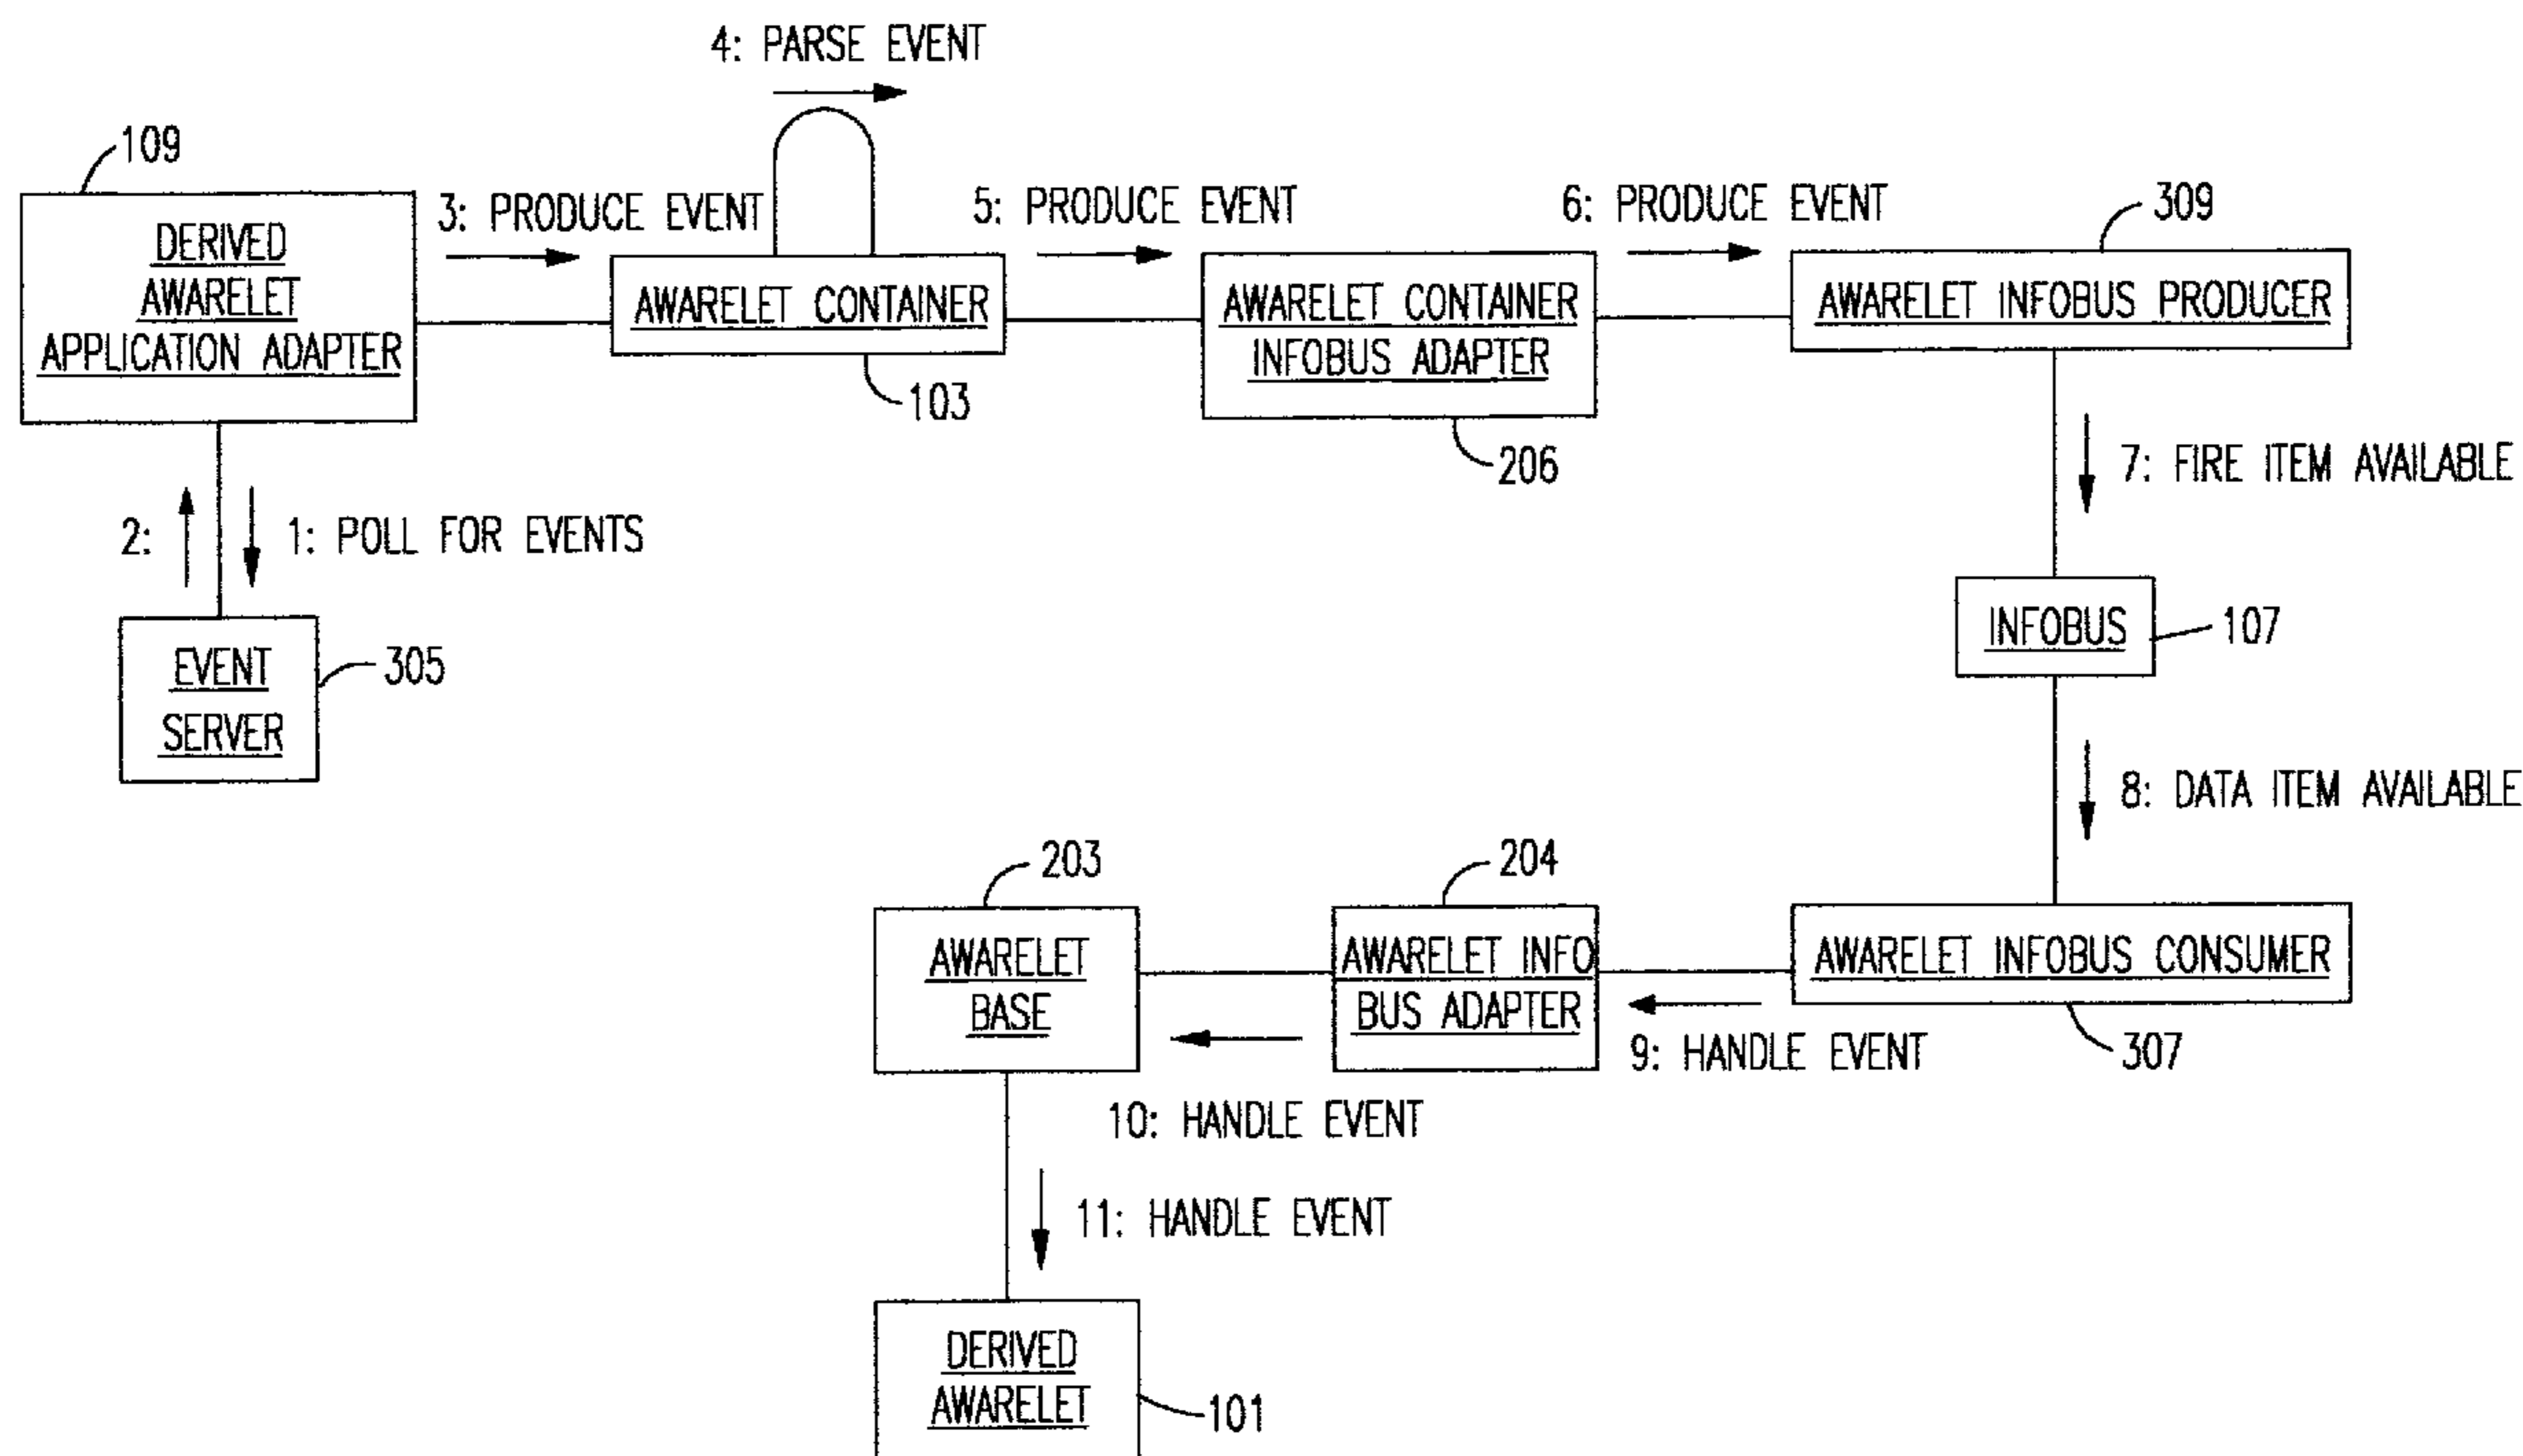 4: PARSE EVENT
109
3: PRODUCE EVENT
5: PRODUCE EVENT
6: PRODUCE EVENT
309
DERIVED
AWARELET
APPLICATION ADAPTER
AWARELET CONTAINER
103
AWARELET CONTAINER
INFOBUS ADAPTER
206
AWARELET INFOBUS PRODUCER
7: FIRE ITEM AVAILABLE
2:
1: POLL FOR EVENTS
EVENT
SERVER
305
INFOBUS
107
8: DATA ITEM AVAILABLE
203
204
AWARELET
BASE
AWARELET INFO
BUS ADAPTER
AWARELET INFOBUS CONSUMER
9: HANDLE EVENT
307
10: HANDLE EVENT
11: HANDLE EVENT
DERIVED
AWARELET
101